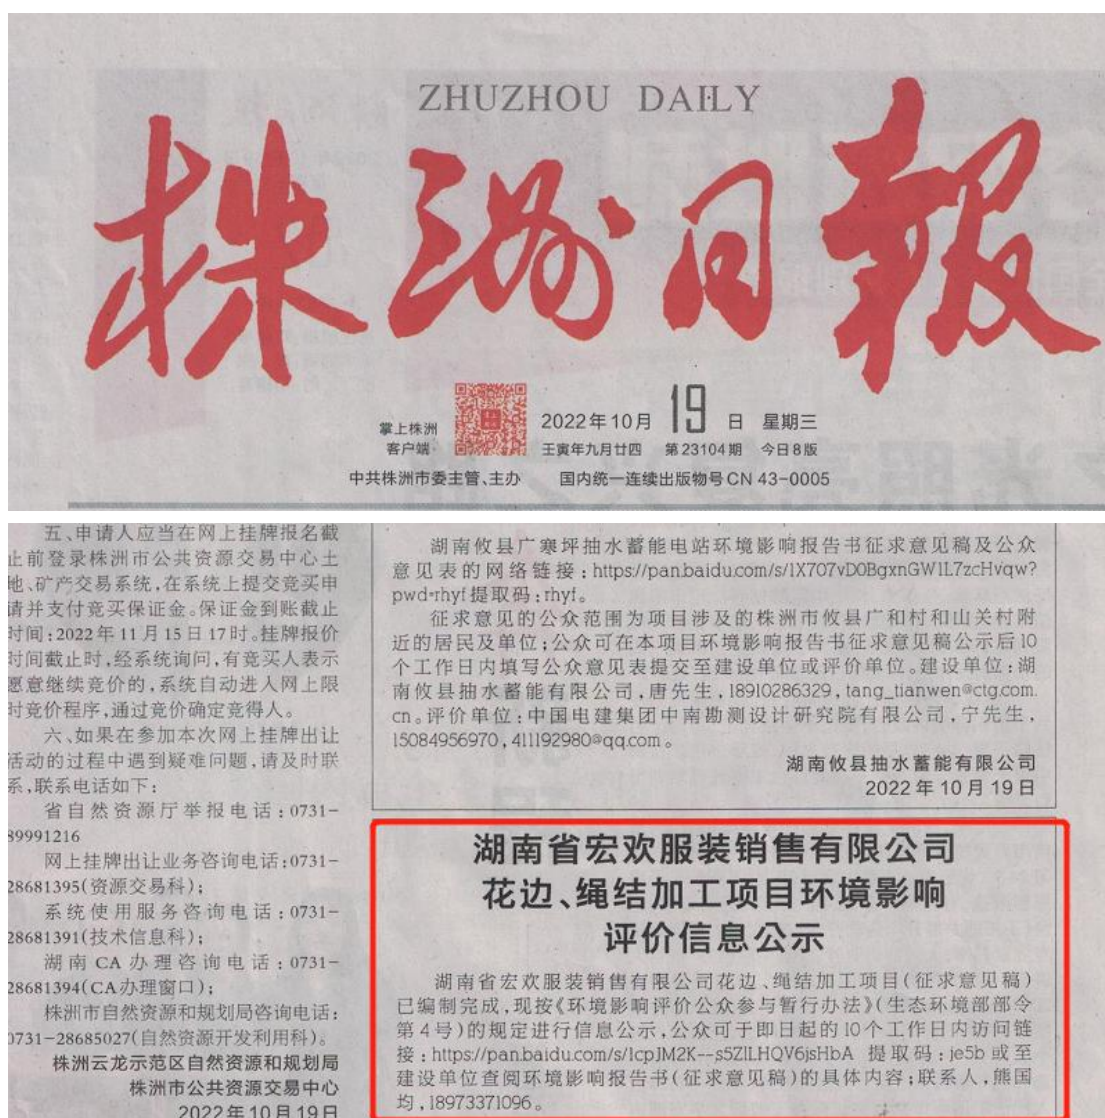 ZHUZHOU DAILY
株洲日報
掌上株洲
客户端
2022年10月19日 星期三
壬寅年九月廿四 第23104期 今日8版
中共株洲市委主管、主办 国内统一连续出版物号CN 43-0005
五、申请人应当在网上挂牌报名截
止前登录株洲市公共资源交易中心土
地、矿产交易系统,在系统上提交竞买申
请并支付竞买保证金。保证金到账截止
时间:2022年11月15日17时。挂牌报价
时间截止时,经系统询问,有竞买人表示
愿意继续竞价的,系统自动进入网上限
时竞价程序,通过竞价确定竞得人。
六、如果在参加本次网上挂牌出让
活动的过程中遇到疑难问题,请及时联
系,联系电话如下:
省自然资源厅举报电话:0731-
89991216
网上挂牌出让业务咨询电话:0731-
28681395(资源交易科);
系统使用服务咨询电话:0731-
28681391(技术信息科);
湖南CA办理咨询电话:0731-
28681394(CA办理窗口);
株洲市自然资源和规划局咨询电话:
0731-28685027(自然资源开发利用科)。
株洲云龙示范区自然资源和规划局
株洲市公共资源交易中心
2022年10月19日
湖南攸县广寒坪抽水蓄能电站环境影响报告书征求意见稿及公众
意见表的网络链接:https://pan.baidu.com/s/1X707vD0BgxnGW1L7zcHvqw?
pwd=rhyf提取码:rhyf。
征求意见的公众范围为项目涉及的株洲市攸县广和村和山关村附
近的居民及单位;公众可在本项目环境影响报告书征求意见稿公示后10
个工作日内填写公众意见表提交至建设单位或评价单位。建设单位:湖
南攸县抽水蓄能有限公司,唐先生,18910286329,tang_tianwen@ctg.com.
cn。评价单位:中国电建集团中南勘测设计研究院有限公司,宁先生,
15084956970,411192980@qq.com。
湖南攸县抽水蓄能有限公司
2022年10月19日
湖南省宏欢服装销售有限公司
花边、绳结加工项目环境影响
评价信息公示
湖南省宏欢服装销售有限公司花边、绳结加工项目(征求意见稿)
已编制完成,现按《环境影响评价公众参与暂行办法》(生态环境部部令
第4号)的规定进行信息公示,公众可于即日起的10个工作日内访问链
接:https://pan.baidu.com/s/1cpJM2K--s5ZlLHQV6jsHbA 提取码:je5b或至
建设单位查阅环境影响报告书(征求意见稿)的具体内容;联系人,熊国
均,18973371096。